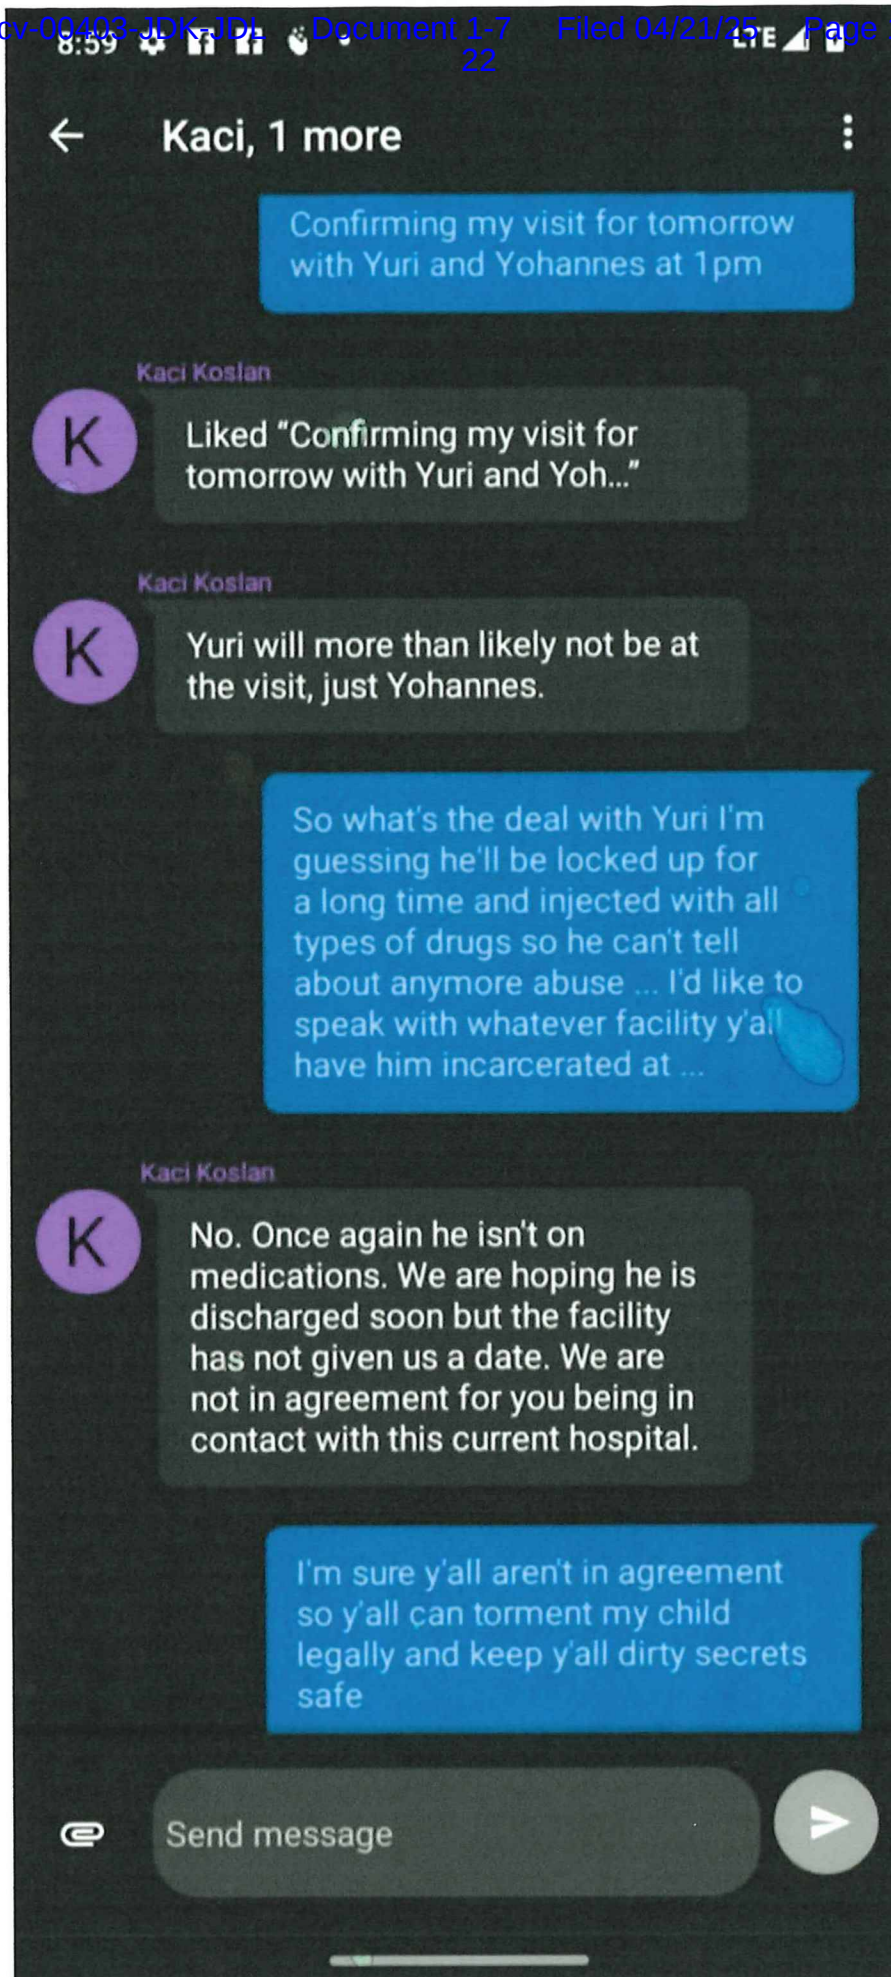 cv-00403-JDK-JDL Document 1-7 Filed 04/21/25 Page
22
8:59 LTE
Kaci, 1 more
Confirming my visit for tomorrow
with Yuri and Yohannes at 1pm
Kaci Koslan
K
Liked “Confirming my visit for
tomorrow with Yuri and Yoh…”
Kaci Koslan
K
Yuri will more than likely not be at
the visit, just Yohannes.
So what's the deal with Yuri I'm
guessing he'll be locked up for
a long time and injected with all
types of drugs so he can't tell
about anymore abuse ... I'd like to
speak with whatever facility y'all
have him incarcerated at ...
Kaci Koslan
K
No. Once again he isn't on
medications. We are hoping he is
discharged soon but the facility
has not given us a date. We are
not in agreement for you being in
contact with this current hospital.
I'm sure y'all aren't in agreement
so y'all can torment my child
legally and keep y'all dirty secrets
safe
Send message